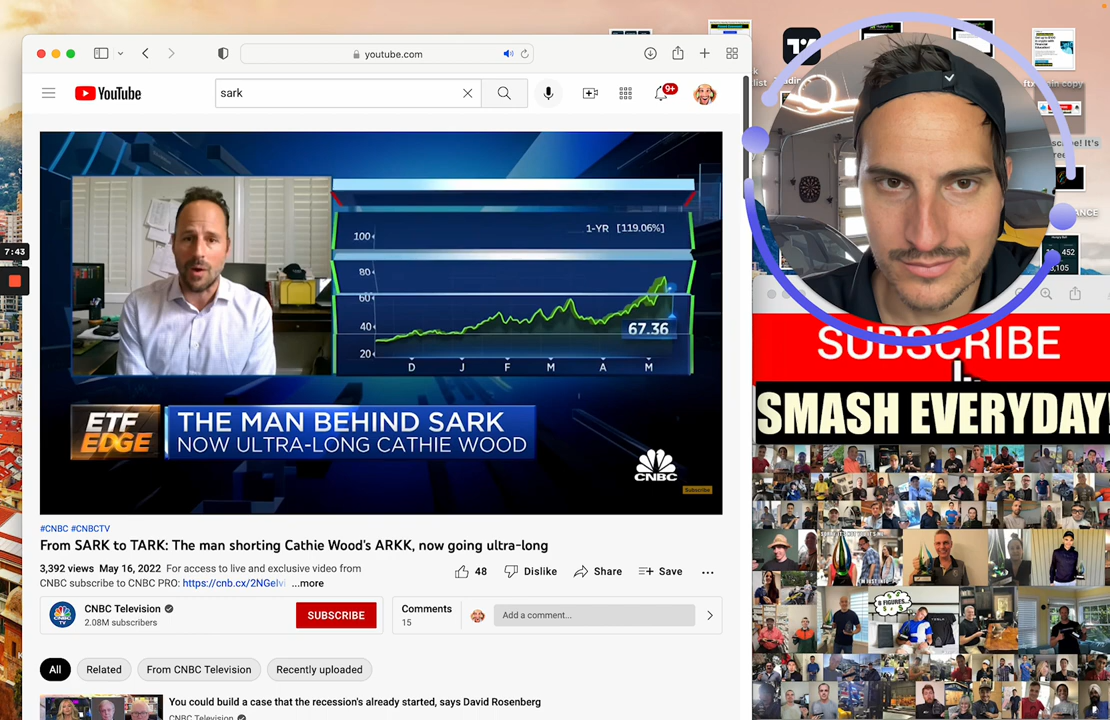 youtube.com
YouTube
sark
9+
7:43
1-YR [119.06%]
100
80
60
40
20
67.36
D J F M A M
ETF
EDGE
THE MAN BEHIND SARK
NOW ULTRA-LONG CATHIE WOOD
CNBC
Subscribe
#CNBC #CNBCTV
From SARK to TARK: The man shorting Cathie Wood's ARKK, now going ultra-long
3,392 views May 16, 2022 For access to live and exclusive video from
CNBC subscribe to CNBC PRO: https://cnb.cx/2NGeIvi ...more
48
Dislike
Share
Save
CNBC Television
2.08M subscribers
SUBSCRIBE
Comments
15
Add a comment...
All
Related
From CNBC Television
Recently uploaded
You could build a case that the recession's already started, says David Rosenberg
CNBC Television
SUBSCRIBE
SMASH EVERYDAY!
8 FIGURES...